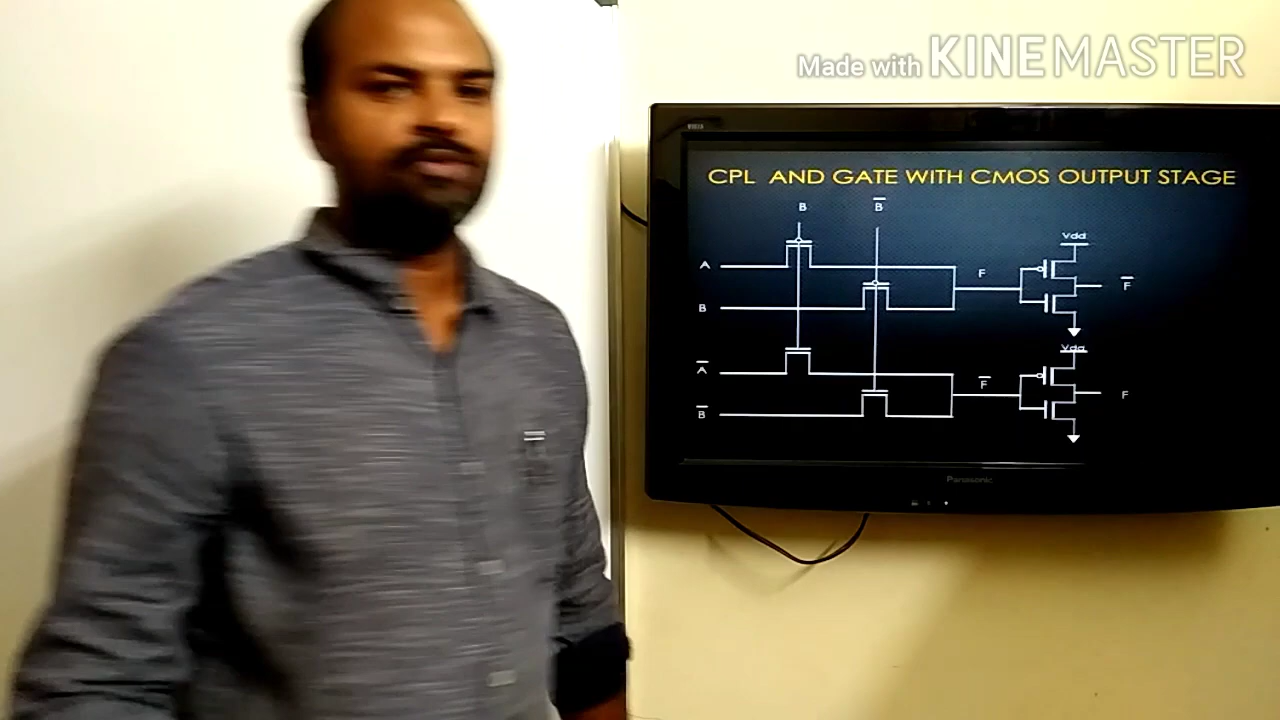 Made with KINEMASTER
CPL AND GATE WITH CMOS OUTPUT STAGE
B B̅
Vdd
A F F̅
B
Vdd
A̅ F̅ F
B̅
Panasonic